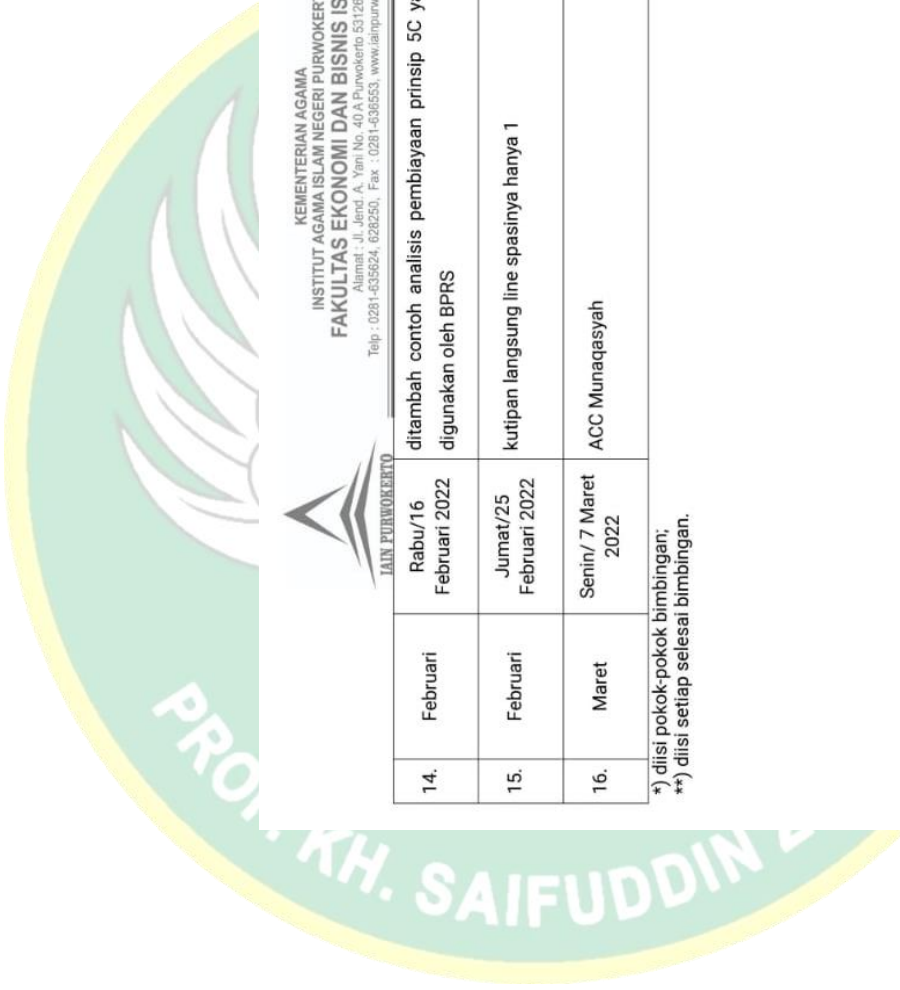 KEMENTERIAN AGAMA
INSTITUT AGAMA ISLAM NEGERI PURWOKER
FAKULTAS EKONOMI DAN BISNIS IS
Alamat : Jl. Jend. A. Yani No. 40 A Purwokerto 53126
Telp : 0281-635624, 628250, Fax : 0281-636553, www.iainpurw
IAIN PURWOKERTO
14. Februari Rabu/16 ditambah contoh analisis pembiayaan prinsip 5C ya
Februari 2022 digunakan oleh BPRS
15. Februari Jumat/25 kutipan langsung line spasinya hanya 1
Februari 2022
16. Maret Senin/ 7 Maret ACC Munaqasyah
2022
*) diisi pokok-pokok bimbingan;
**) diisi setiap selesai bimbingan.
PROF. KH. SAIFUDDIN